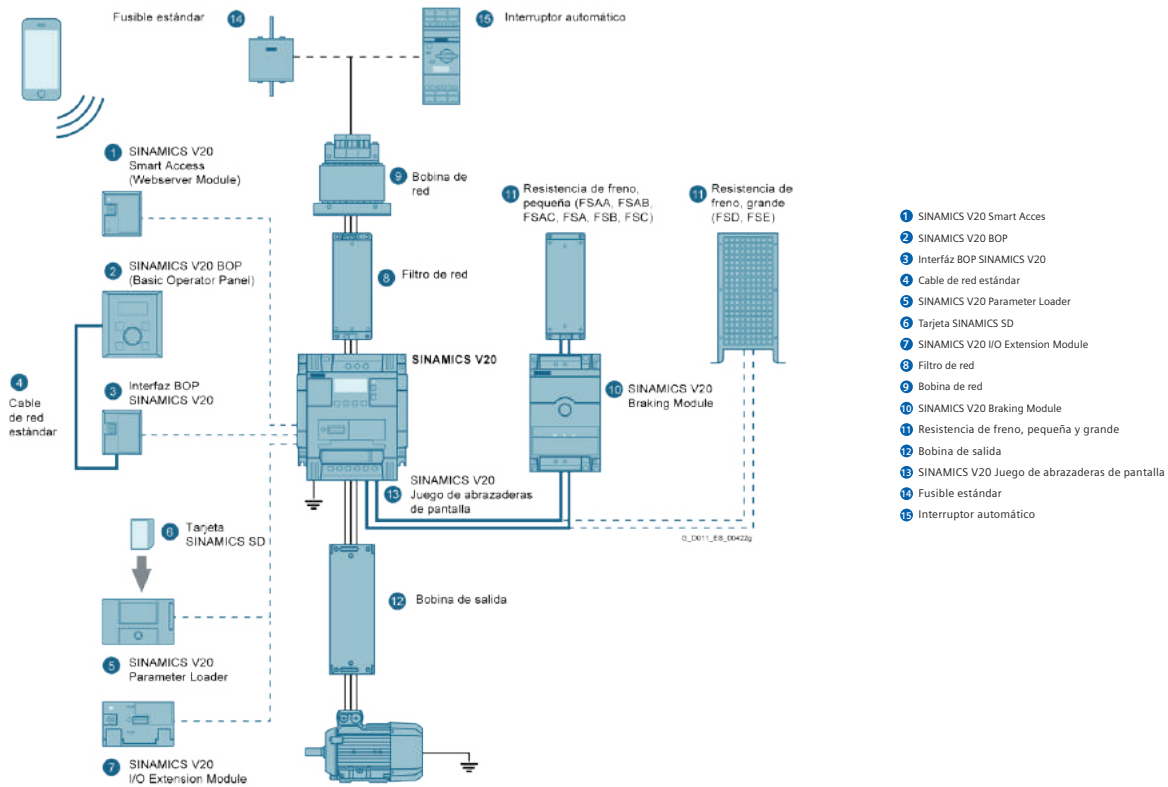 Fusible estándar
14
15
Interruptor automático
1
SINAMICS V20
Smart Access
(Webserver Module)
9
Bobina de
red
11
Resistencia de freno,
pequeña (FSAA, FSAB,
FSAC, FSA, FSB, FSC)
11
Resistencia de
freno, grande
(FSD, FSE)
2
SINAMICS V20 BOP
(Basic Operator Panel)
8
Filtro de red
SINAMICS V20
4
Cable
de red
estándar
3
Interfaz BOP
SINAMICS V20
10
SINAMICS V20
Braking Module
13
SINAMICS V20
Juego de abrazaderas
de pantalla
G_D011_ES_00422g
6
Tarjeta
SINAMICS SD
12
Bobina de salida
5
SINAMICS V20
Parameter Loader
7
SINAMICS V20
I/O Extension Module
1 SINAMICS V20 Smart Acces
2 SINAMICS V20 BOP
3 Interfáz BOP SINAMICS V20
4 Cable de red estándar
5 SINAMICS V20 Parameter Loader
6 Tarjeta SINAMICS SD
7 SINAMICS V20 I/O Extension Module
8 Filtro de red
9 Bobina de red
10 SINAMICS V20 Braking Module
11 Resistencia de freno, pequeña y grande
12 Bobina de salida
13 SINAMICS V20 Juego de abrazaderas de pantalla
14 Fusible estándar
15 Interruptor automático